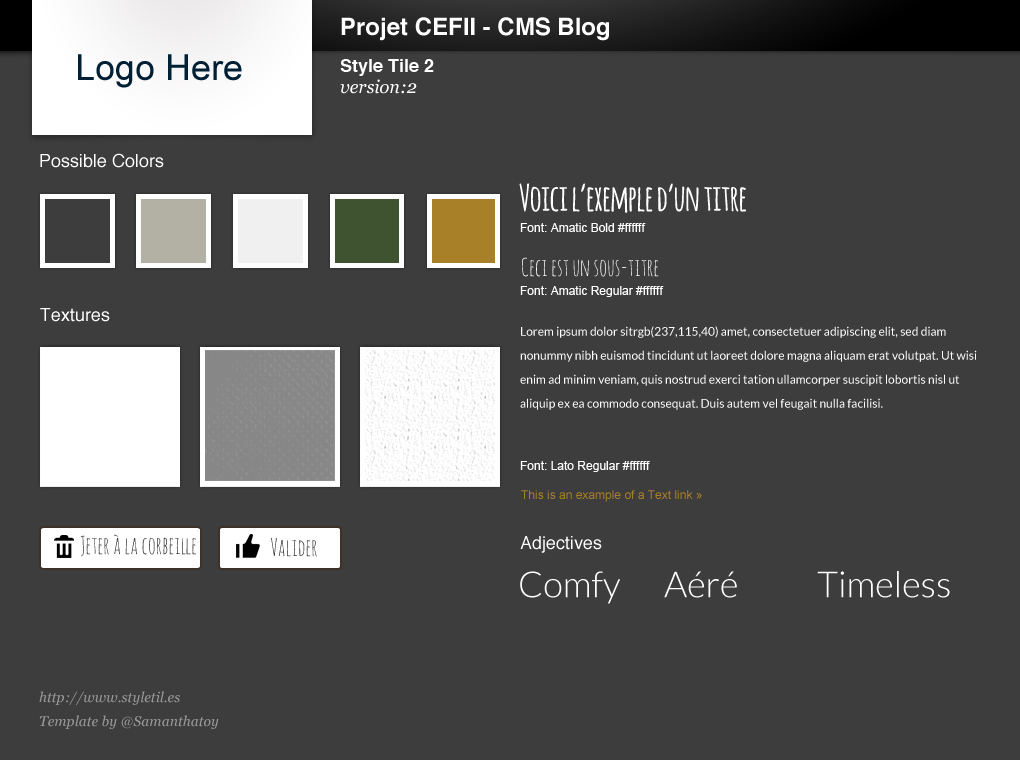 Projet CEFII - CMS Blog
Logo Here
Style Tile 2
version:2
Possible Colors
Voici l'exemple d'un titre
Font: Amatic Bold #ffffff
Ceci est un sous-titre
Font: Amatic Regular #ffffff
Textures
Lorem ipsum dolor sitrgb(237,115,40) amet, consectetuer adipiscing elit, sed diam
nonummy nibh euismod tincidunt ut laoreet dolore magna aliquam erat volutpat. Ut wisi
enim ad minim veniam, quis nostrud exerci tation ullamcorper suscipit lobortis nisl ut
aliquip ex ea commodo consequat. Duis autem vel feugait nulla facilisi.
Font: Lato Regular #ffffff
This is an example of a Text link »
Jeter à la corbeille
Valider
Adjectives
Comfy Aéré Timeless
http://www.styletil.es
Template by @Samanthatoy